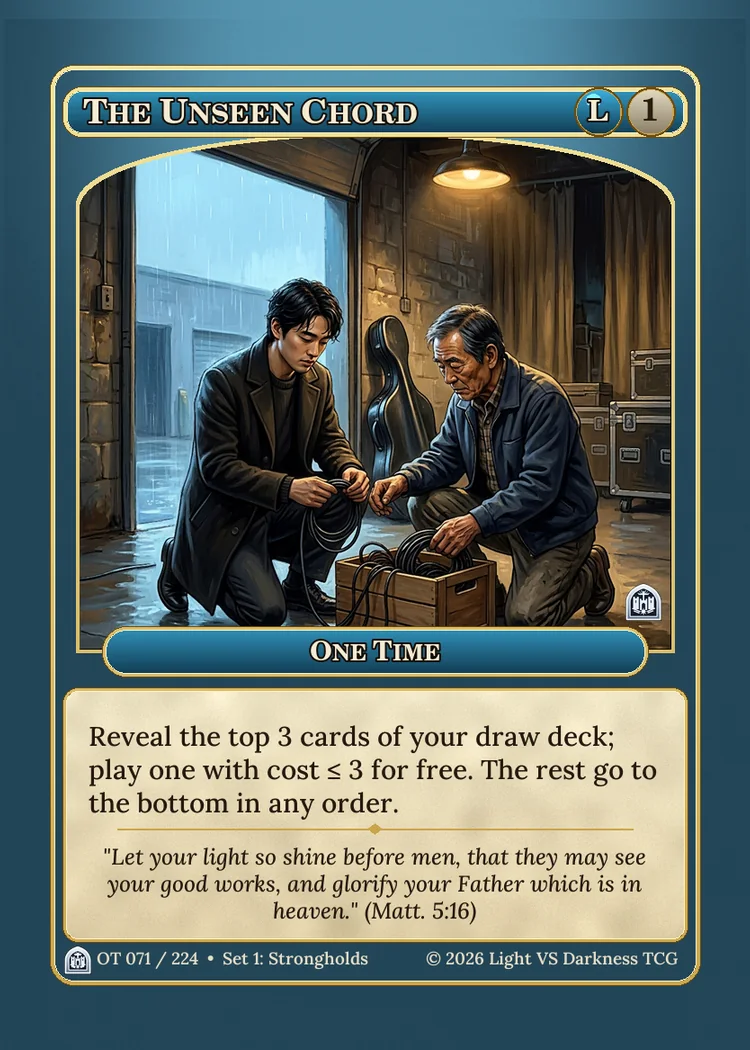 The Unseen Chord L 1
One Time
Reveal the top 3 cards of your draw deck;
play one with cost ≤ 3 for free. The rest go to
the bottom in any order.
"Let your light so shine before men, that they may see
your good works, and glorify your Father which is in
heaven." (Matt. 5:16)
OT 071 / 224 • Set 1: Strongholds © 2026 Light VS Darkness TCG